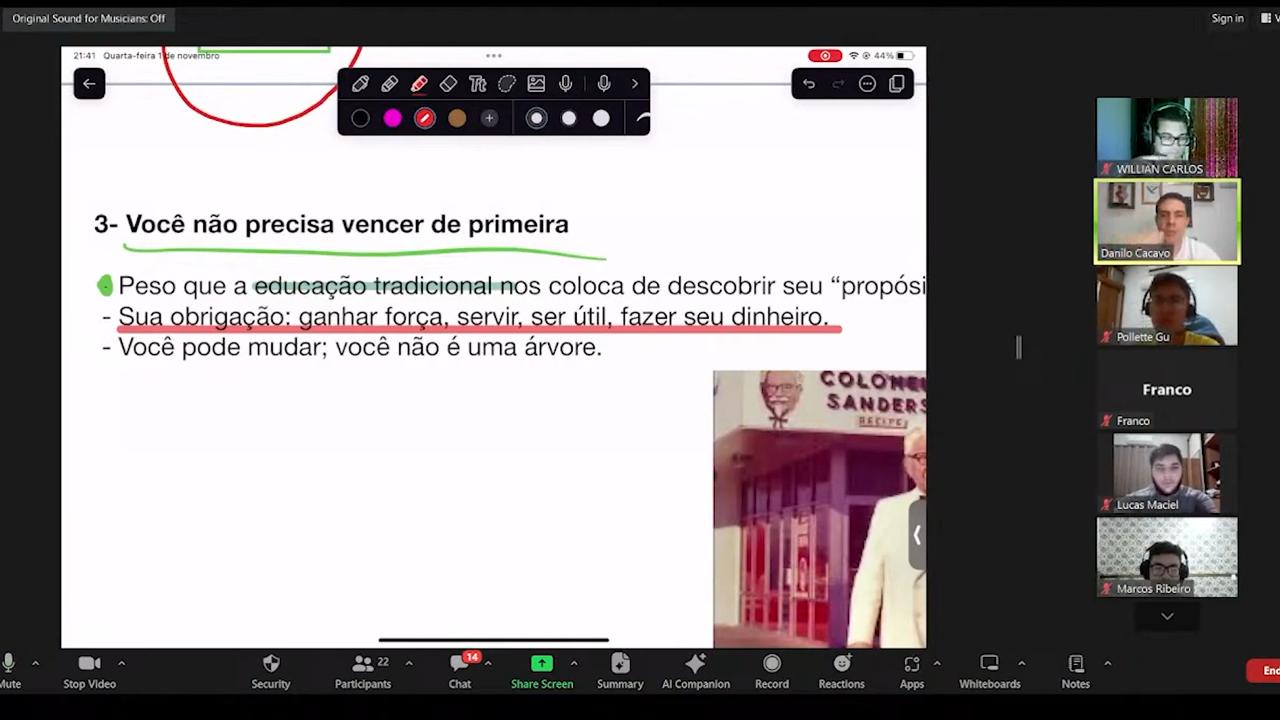 Original Sound for Musicians: Off
Sign in
21:41 Quarta-feira 1 de novembro
44%
3- Você não precisa vencer de primeira
- Peso que a educação tradicional nos coloca de descobrir seu “propósi
- Sua obrigação: ganhar força, servir, ser útil, fazer seu dinheiro.
- Você pode mudar; você não é uma árvore.
COLONEL
SANDERS
RECIPE
WILLIAN CARLOS
Danilo Cacavo
Pollette Gu
Franco
Franco
Lucas Maciel
Marcos Ribeiro
Mute
Stop Video
Security
22
Participants
14
Chat
Share Screen
Summary
AI Companion
Record
Reactions
Apps
Whiteboards
Notes
End